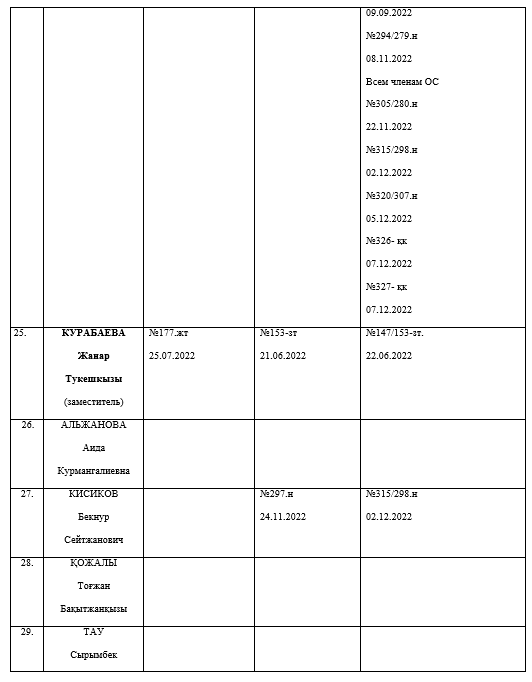 09.09.2022
№294/279.н
08.11.2022
Всем членам ОС
№305/280.н
22.11.2022
№315/298.н
02.12.2022
№320/307.н
05.12.2022
№326- қк
07.12.2022
№327- қк
07.12.2022
25. КУРАБАЕВА №177.жт №153-зт №147/153-зт.
Жанар 25.07.2022 21.06.2022 22.06.2022
Тукешкызы
(заместитель)
26. АЛЬЖАНОВА
Аида
Курмангалиевна
27. КИСИКОВ №297.н №315/298.н
Бекнур 24.11.2022 02.12.2022
Сейтжанович
28. ҚОЖАЛЫ
Тоғжан
Бақытжанқызы
29. ТАУ
Сырымбек